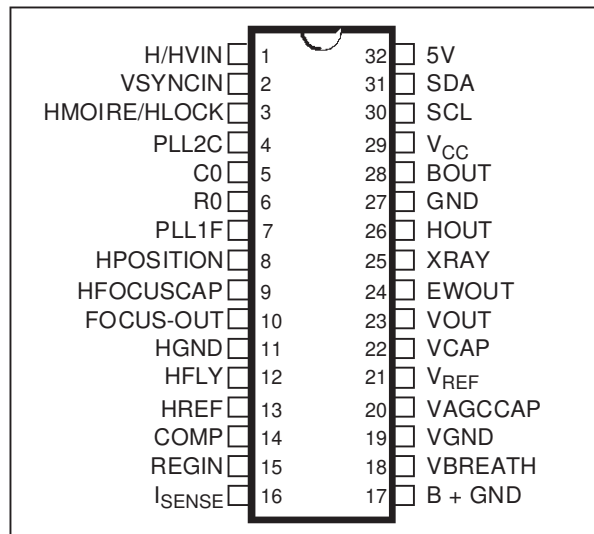 H/HVIN 1 32 5V
VSYNCIN 2 31 SDA
HMOIRE/HLOCK 3 30 SCL
PLL2C 4 29 VCC
C0 5 28 BOUT
R0 6 27 GND
PLL1F 7 26 HOUT
HPOSITION 8 25 XRAY
HFOCUSCAP 9 24 EWOUT
FOCUS-OUT 10 23 VOUT
HGND 11 22 VCAP
HFLY 12 21 VREF
HREF 13 20 VAGCCAP
COMP 14 19 VGND
REGIN 15 18 VBREATH
ISENSE 16 17 B + GND